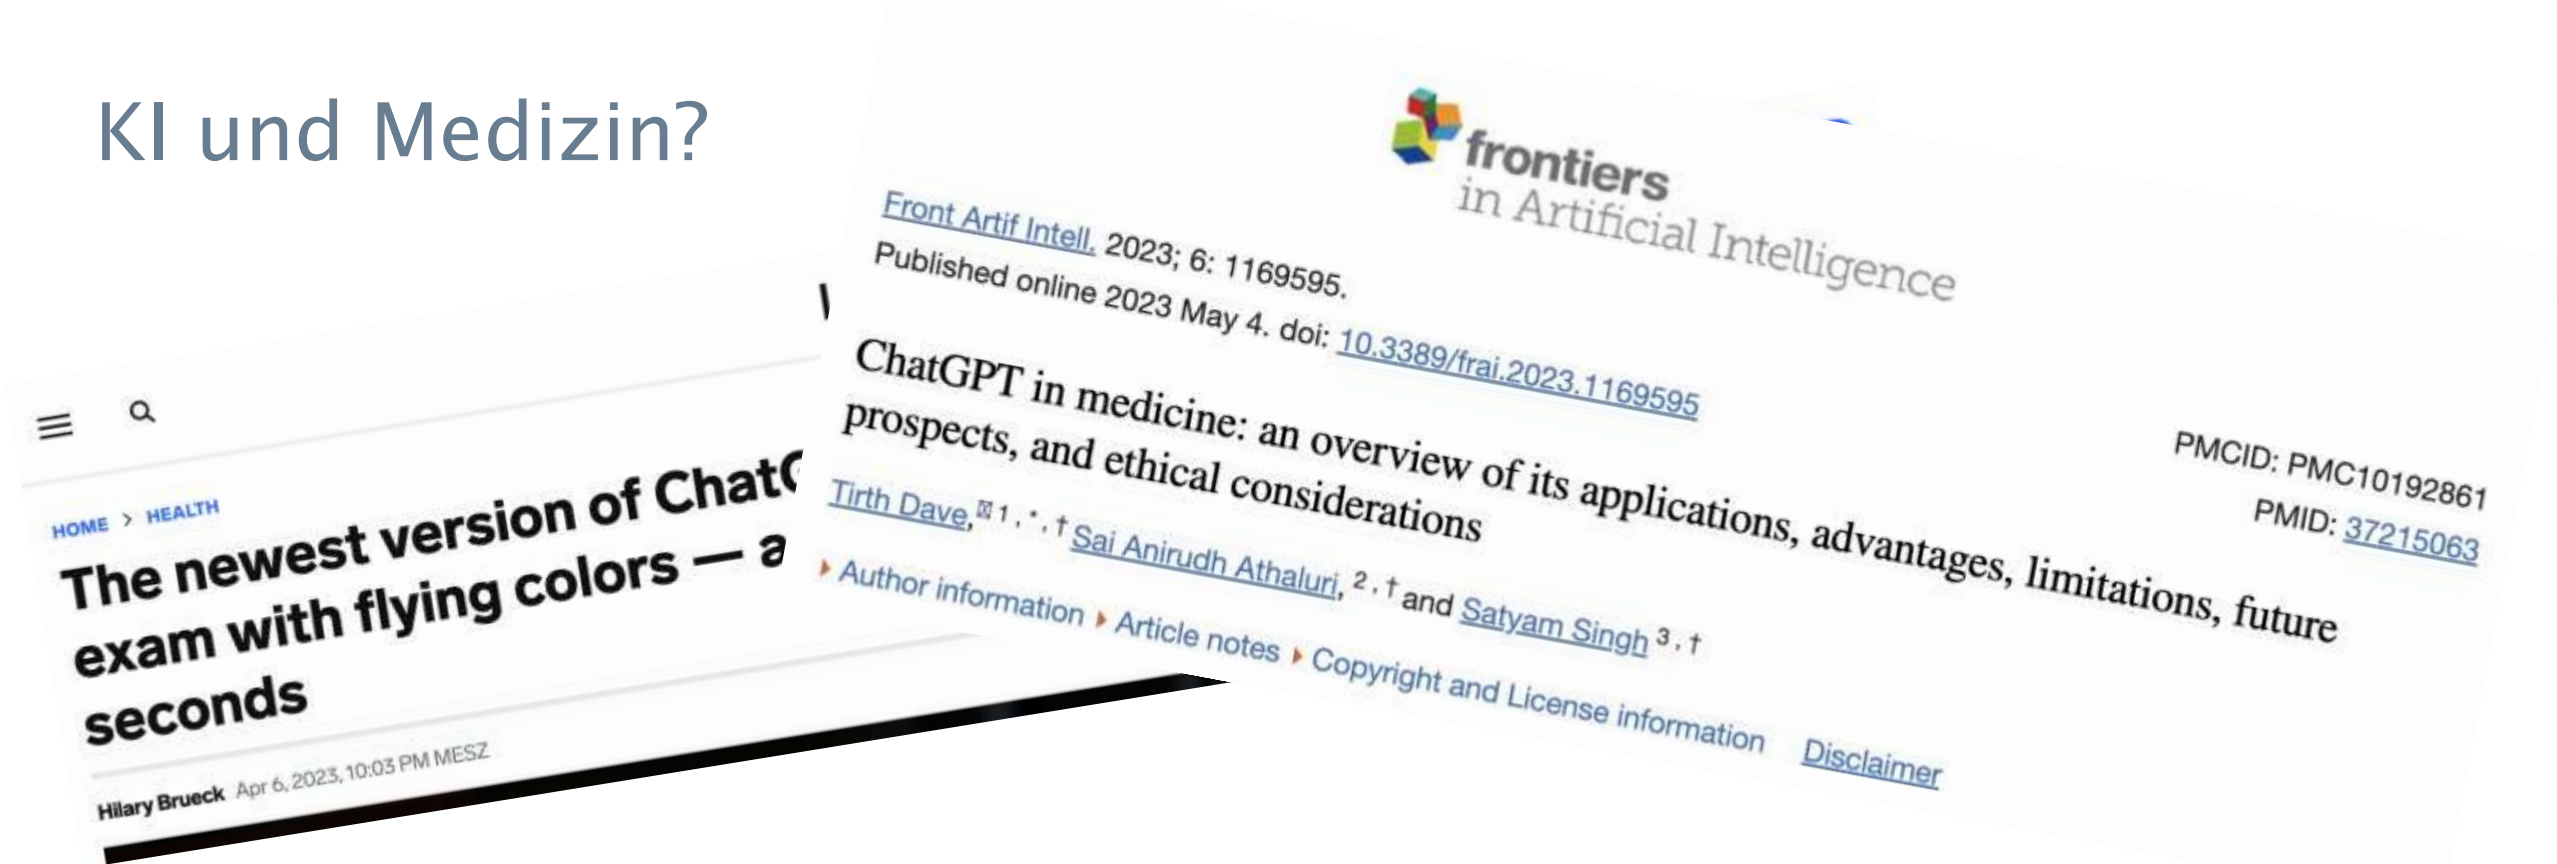 KI und Medizin?
frontiers
in Artificial Intelligence
Front Artif Intell. 2023; 6: 1169595.
Published online 2023 May 4. doi: 10.3389/frai.2023.1169595
PMCID: PMC10192861
PMID: 37215063
ChatGPT in medicine: an overview of its applications, advantages, limitations, future
prospects, and ethical considerations
Tirth Dave, 1,*,† Sai Anirudh Athaluri, 2,† and Satyam Singh 3,†
▸ Author information ▸ Article notes ▸ Copyright and License information Disclaimer
HOME > HEALTH
The newest version of Chat
exam with flying colors — a
seconds
Hilary Brueck Apr 6, 2023, 10:03 PM MESZ